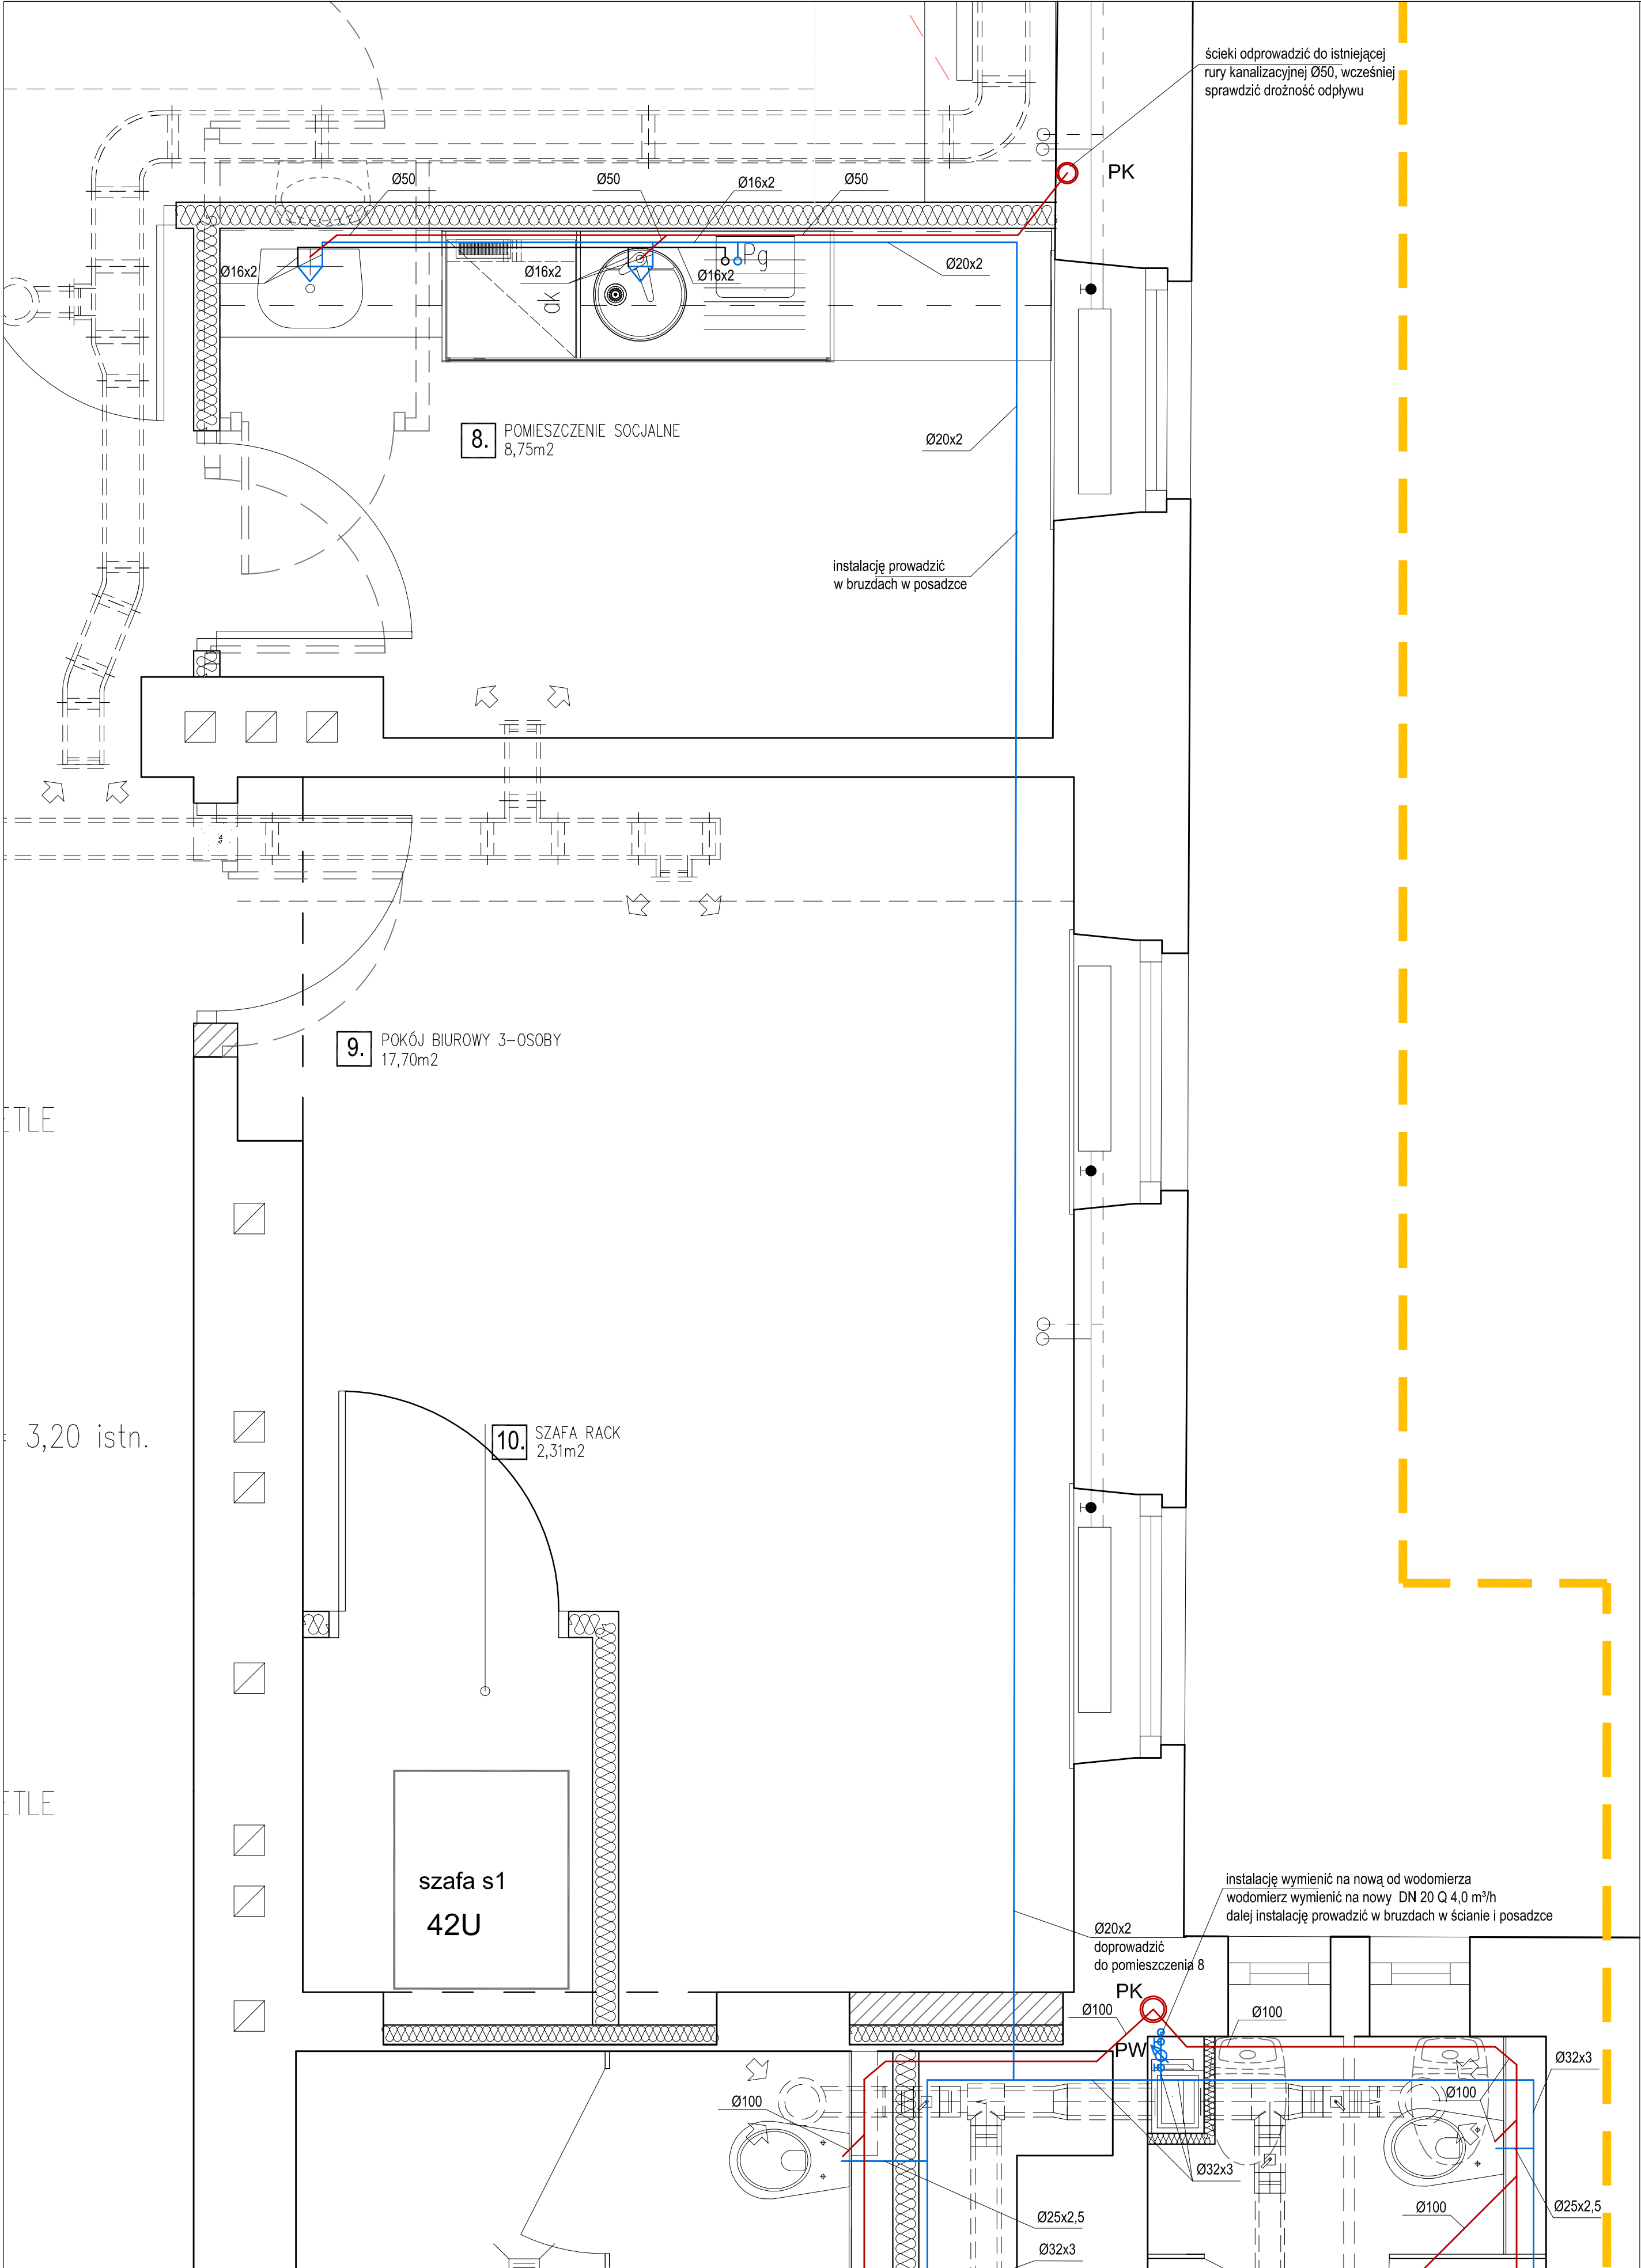 ścieki odprowadzić do istniejącej
rury kanalizacyjnej Ø50, wcześniej
sprawdzić drożność odpływu
PK
Ø50
Ø50
Ø16x2
Ø50
Ø16x2
Ø16x2
Pg
Ø16x2
Ø20x2
dk
8.
POMIESZCZENIE SOCJALNE
8,75m2
Ø20x2
instalację prowadzić
w bruzdach w posadzce
9.
POKÓJ BIUROWY 3-OSOBY
17,70m2
ETLE
3,20 istn.
10.
SZAFA RACK
2,31m2
ETLE
szafa s1
42U
instalację wymienić na nową od wodomierza
wodomierz wymienić na nowy DN 20 Q 4,0 m³/h
dalej instalację prowadzić w bruzdach w ścianie i posadzce
Ø20x2
doprowadzić
do pomieszczenia 8
PK
Ø100
Ø100
PW
Ø32x3
Ø100
Ø100
Ø32x3
Ø100
Ø25x2,5
Ø25x2,5
Ø32x3